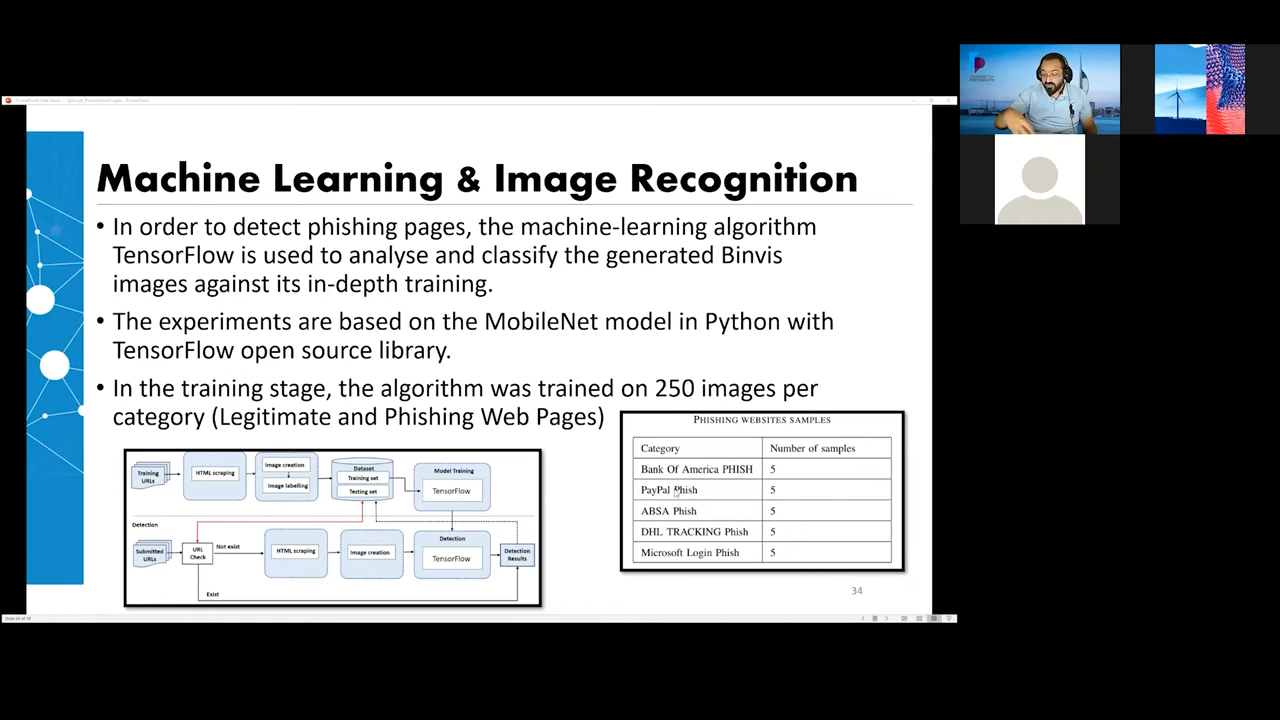 Machine Learning & Image Recognition
• In order to detect phishing pages, the machine-learning algorithm
TensorFlow is used to analyse and classify the generated Binvis
images against its in-depth training.
• The experiments are based on the MobileNet model in Python with
TensorFlow open source library.
• In the training stage, the algorithm was trained on 250 images per
category (Legitimate and Phishing Web Pages)
Training
URLs
HTML scraping
Image creation
Image labelling
Dataset
Training set
Testing set
Model Training
TensorFlow
Detection
Submitted
URLs
URL
Check
Not exist
HTML scraping
Image creation
Detection
TensorFlow
Detection
Results
Exist
PHISHING WEBSITES SAMPLES
Category Number of samples
Bank Of America PHISH 5
PayPal Phish 5
ABSA Phish 5
DHL TRACKING Phish 5
Microsoft Login Phish 5
34